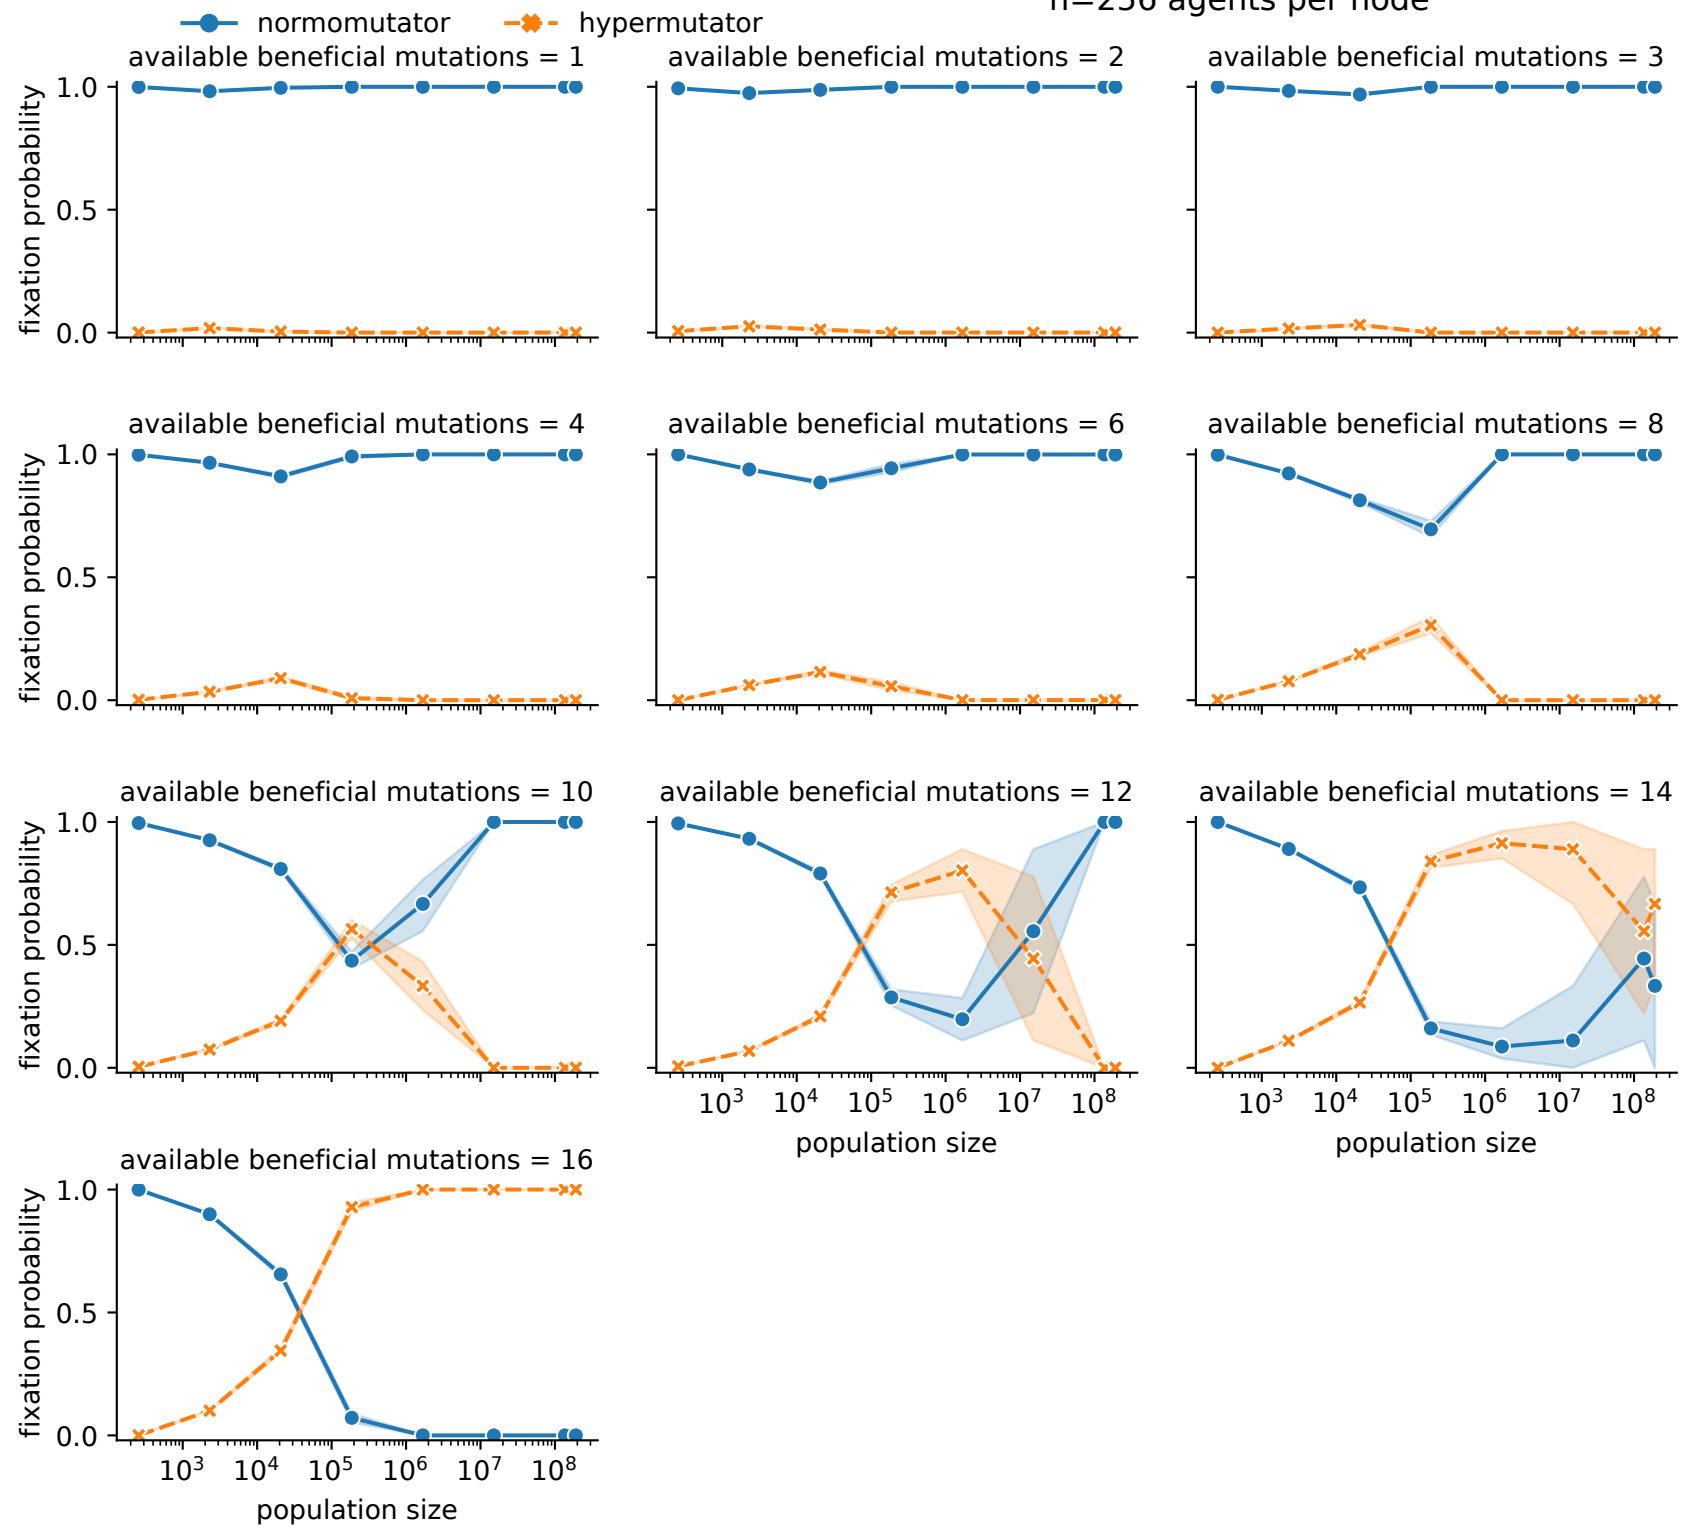 n=256 agents per node
normomutator hypermutator
available beneficial mutations = 1
available beneficial mutations = 2
available beneficial mutations = 3
fixation probability
1.0
0.5
0.0
available beneficial mutations = 4
available beneficial mutations = 6
available beneficial mutations = 8
fixation probability
1.0
0.5
0.0
available beneficial mutations = 10
available beneficial mutations = 12
available beneficial mutations = 14
fixation probability
1.0
0.5
0.0
10³ 10⁴ 10⁵ 10⁶ 10⁷ 10⁸
population size
10³ 10⁴ 10⁵ 10⁶ 10⁷ 10⁸
population size
available beneficial mutations = 16
fixation probability
1.0
0.5
0.0
10³ 10⁴ 10⁵ 10⁶ 10⁷ 10⁸
population size